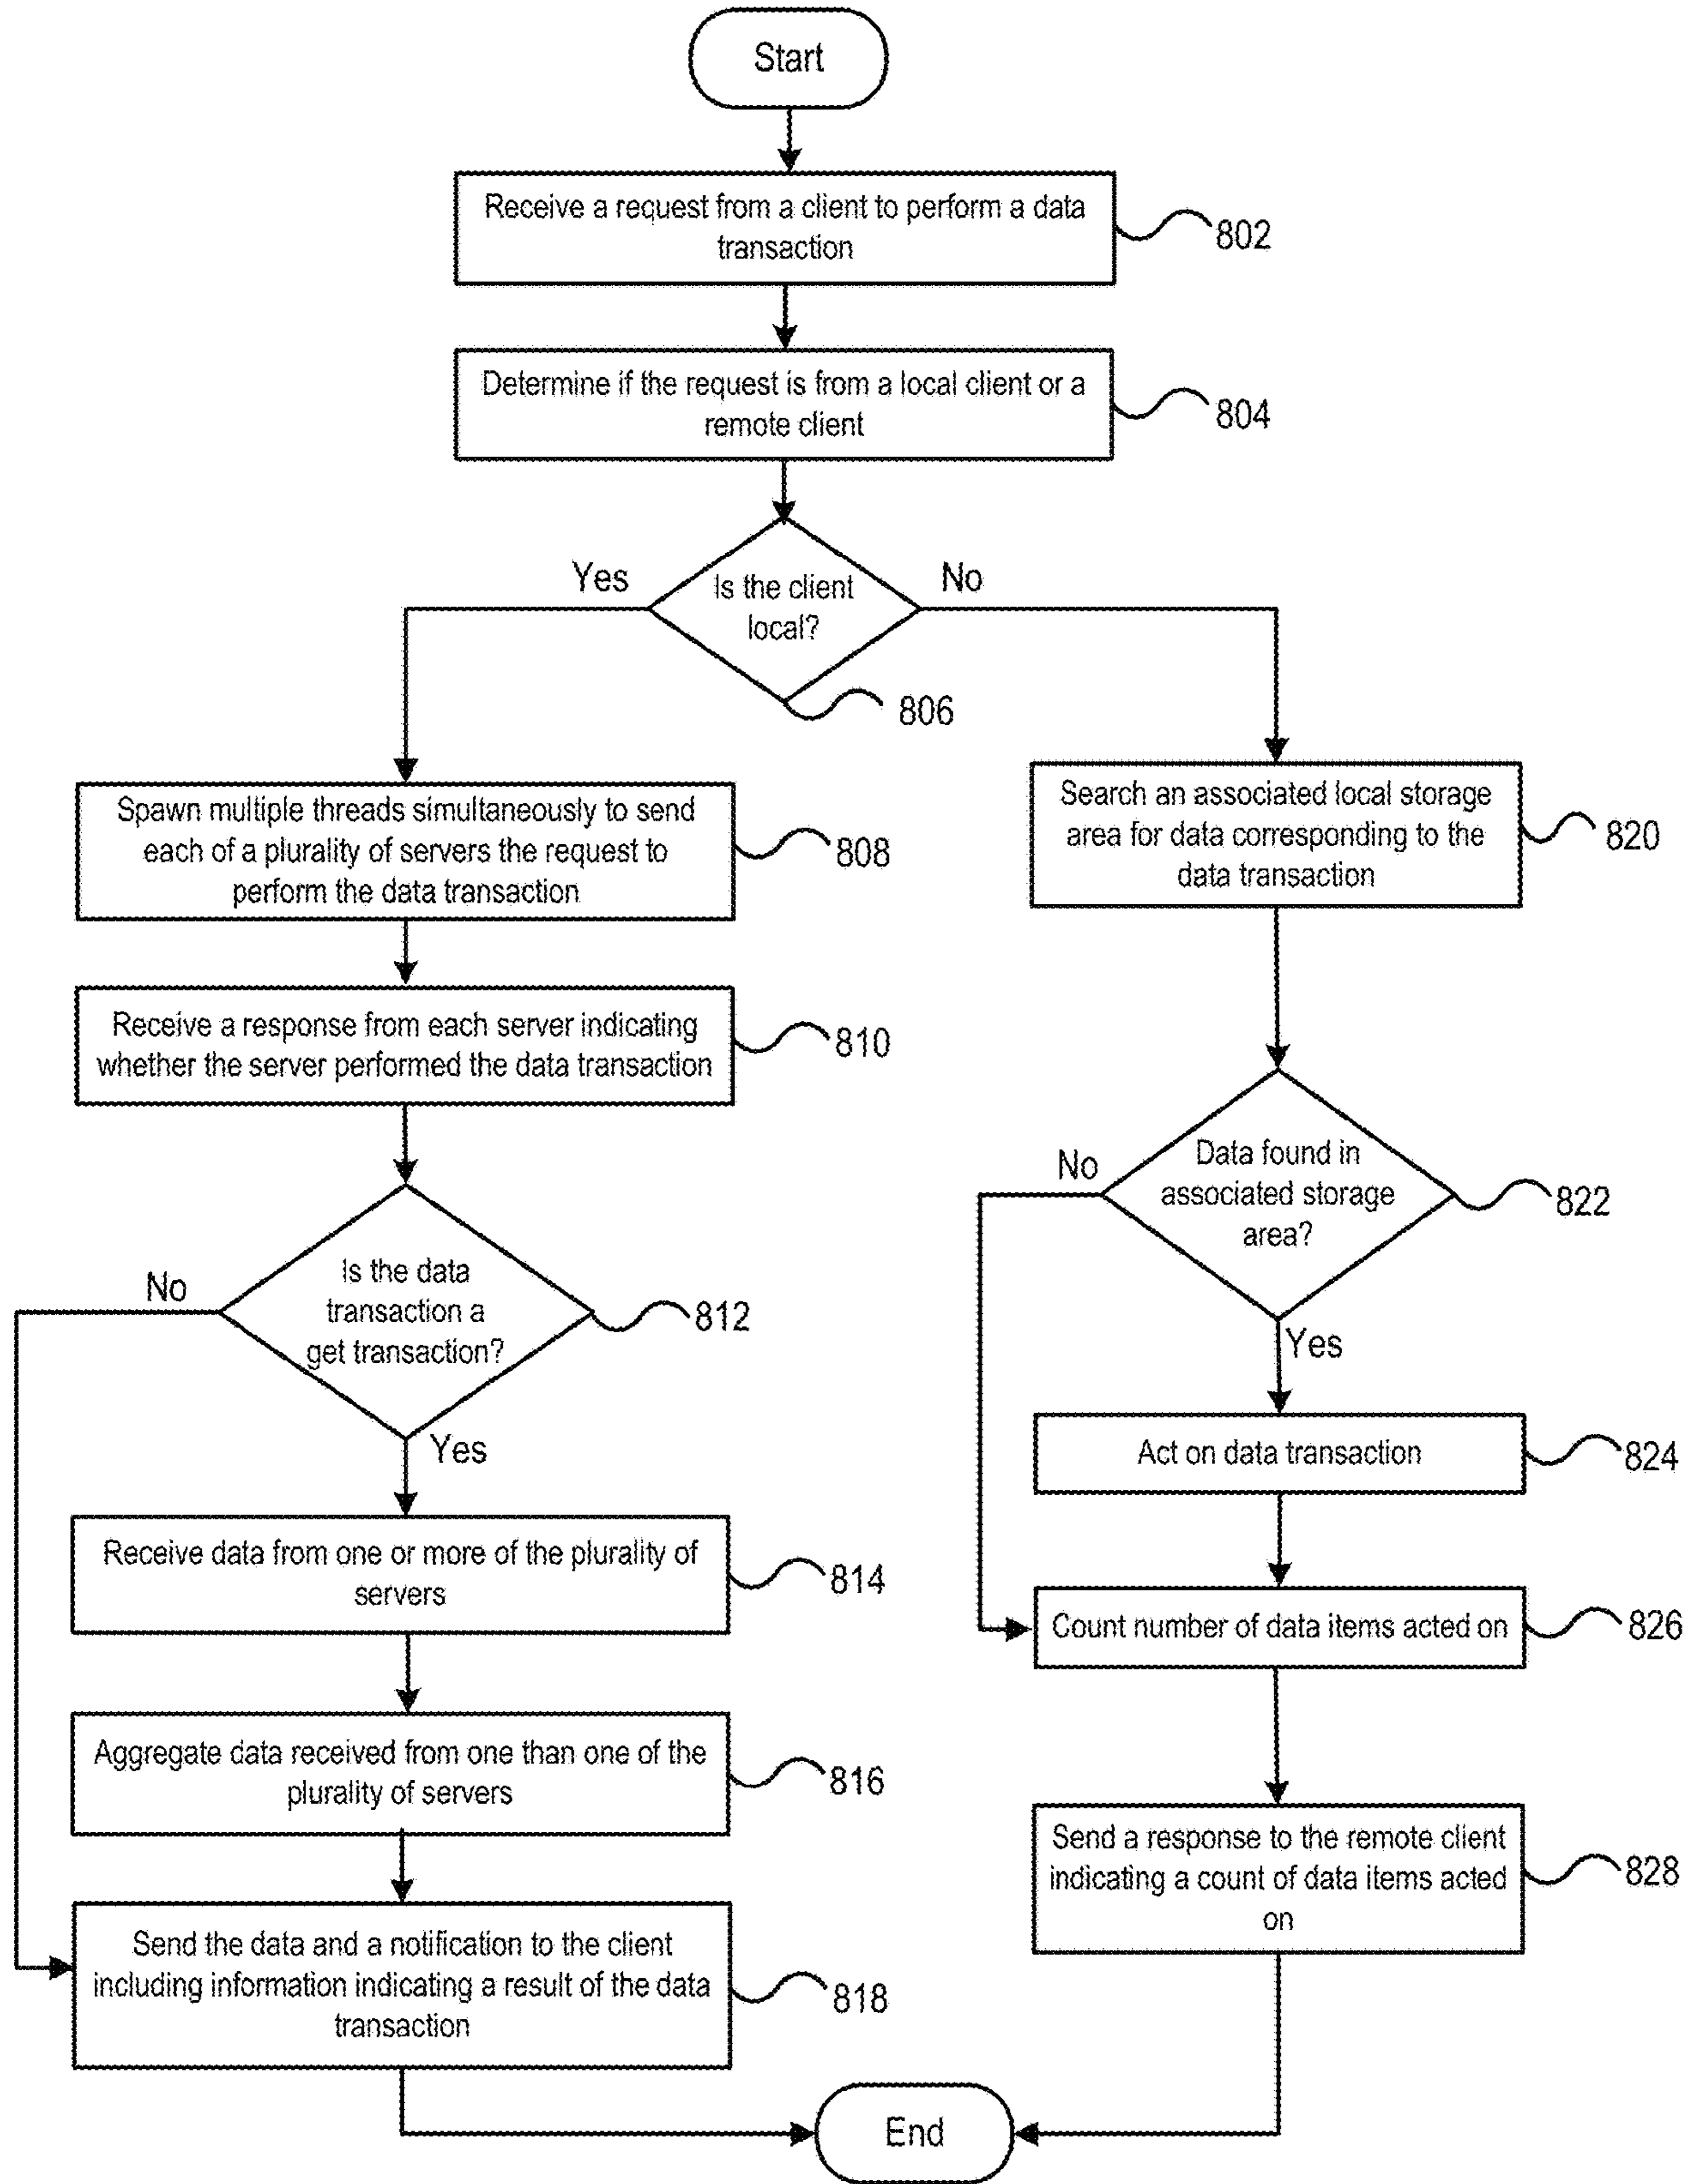 Start
Receive a request from a client to perform a data
transaction
802
Determine if the request is from a local client or a
remote client
804
Yes
Is the client
local?
No
806
Spawn multiple threads simultaneously to send
each of a plurality of servers the request to
perform the data transaction
808
Receive a response from each server indicating
whether the server performed the data transaction
810
No
Is the data
transaction a
get transaction?
812
Yes
Receive data from one or more of the plurality of
servers
814
Aggregate data received from one than one of the
plurality of servers
816
Send the data and a notification to the client
including information indicating a result of the data
transaction
818
Search an associated local storage
area for data corresponding to the
data transaction
820
No
Data found in
associated storage
area?
822
Yes
Act on data transaction
824
Count number of data items acted on
826
Send a response to the remote client
indicating a count of data items acted
on
828
End